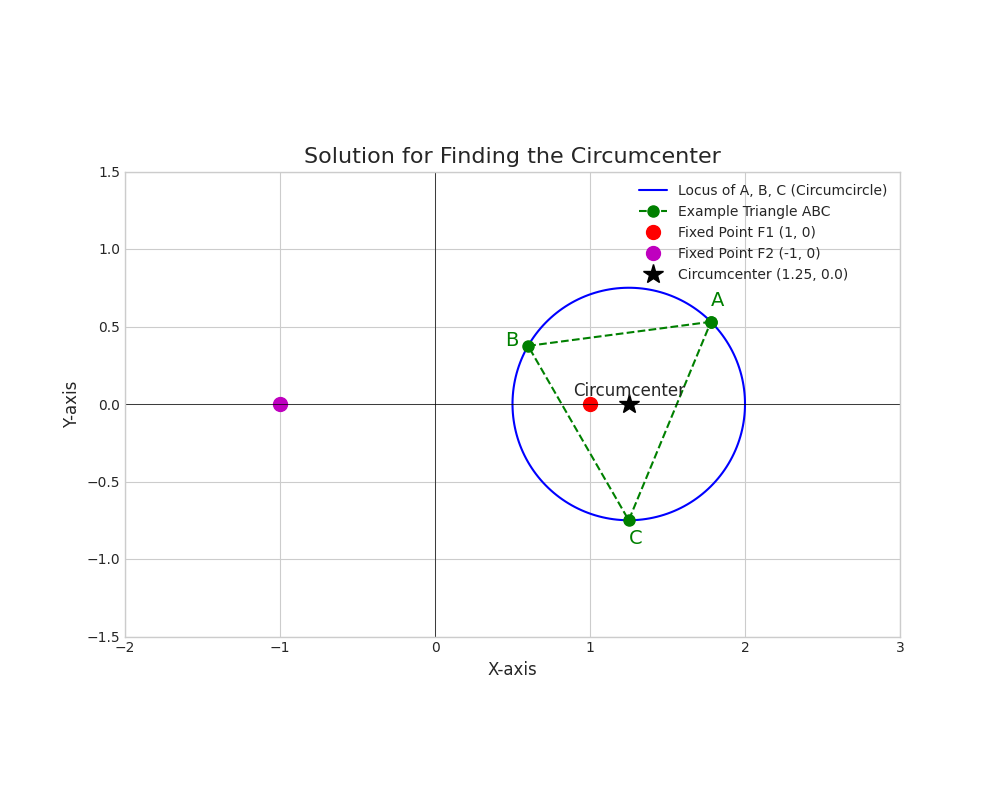 Solution for Finding the Circumcenter
1.5
1.0
0.5
0.0
−0.5
−1.0
−1.5
Y-axis
Locus of A, B, C (Circumcircle)
Example Triangle ABC
Fixed Point F1 (1, 0)
Fixed Point F2 (-1, 0)
Circumcenter (1.25, 0.0)
A
B
Circumcenter
C
−2 −1 0 1 2 3
X-axis